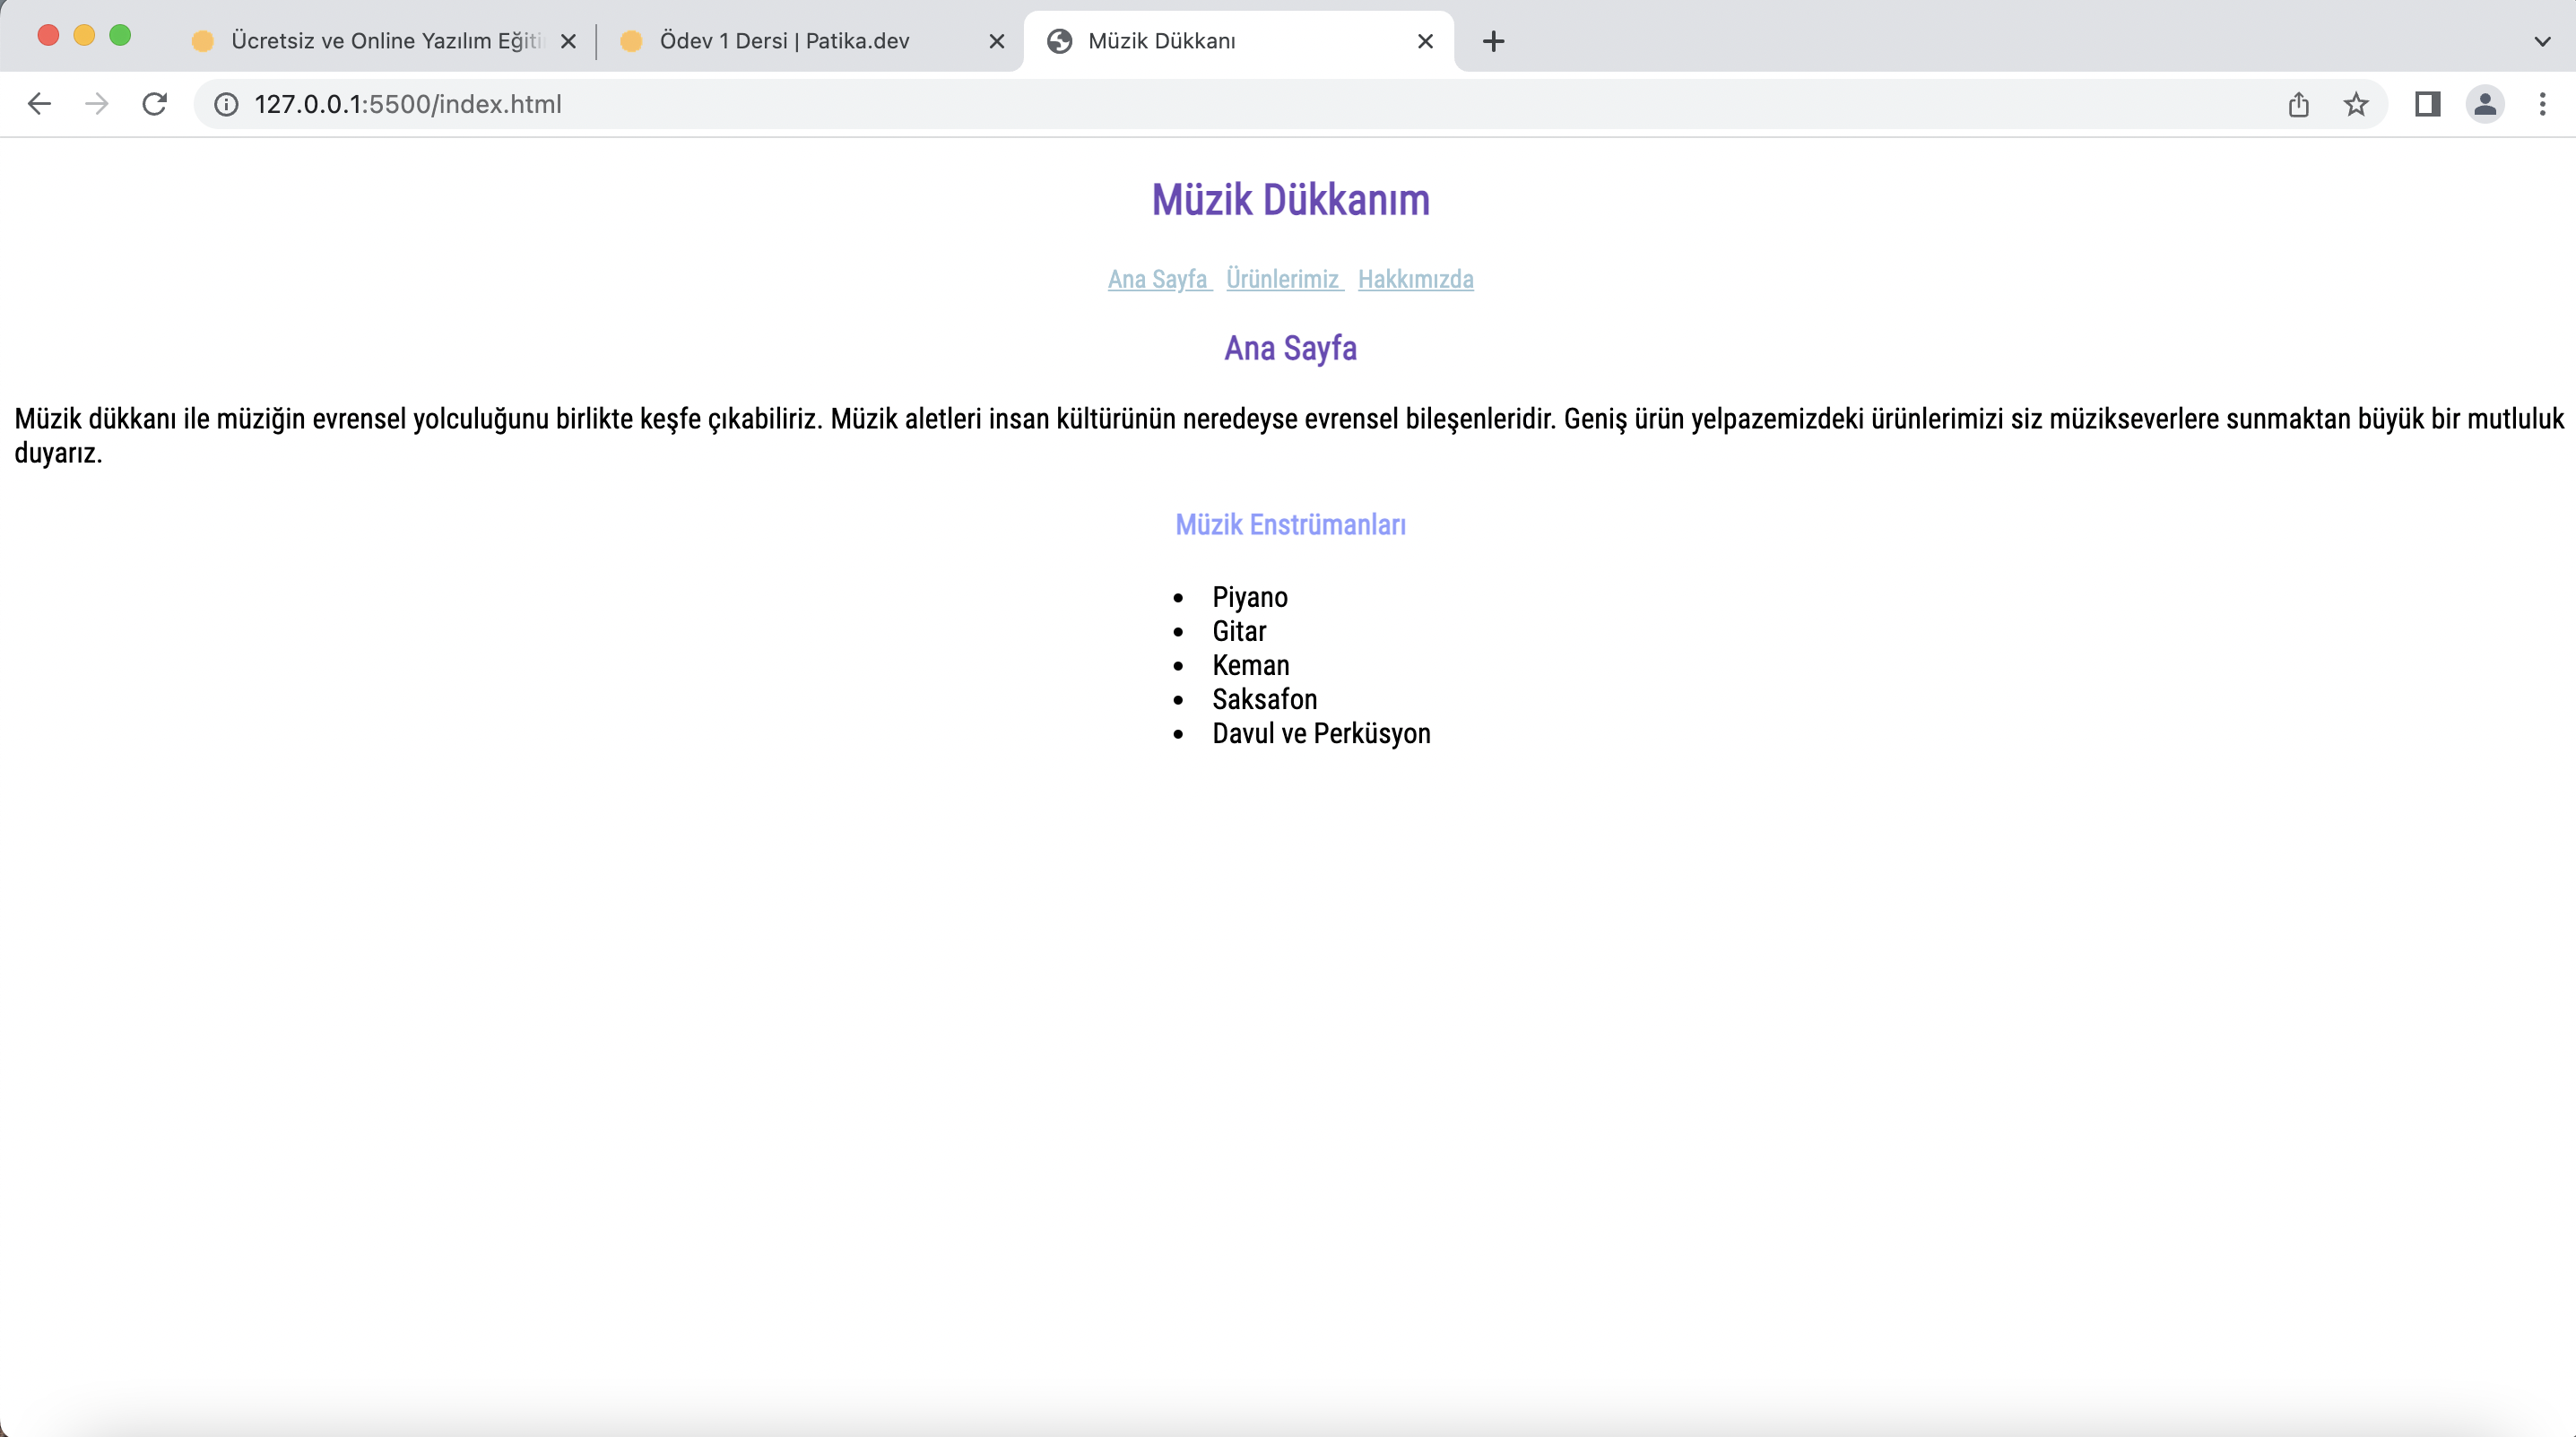 Ücretsiz ve Online Yazılım Eğiti
Ödev 1 Dersi | Patika.dev
Müzik Dükkanı
127.0.0.1:5500/index.html
Müzik Dükkanım
Ana Sayfa Ürünlerimiz Hakkımızda
Ana Sayfa
Müzik dükkanı ile müziğin evrensel yolculuğunu birlikte keşfe çıkabiliriz. Müzik aletleri insan kültürünün neredeyse evrensel bileşenleridir. Geniş ürün yelpazemizdeki ürünlerimizi siz müzikseverlere sunmaktan büyük bir mutluluk
duyarız.
Müzik Enstrümanları
Piyano
Gitar
Keman
Saksafon
Davul ve Perküsyon